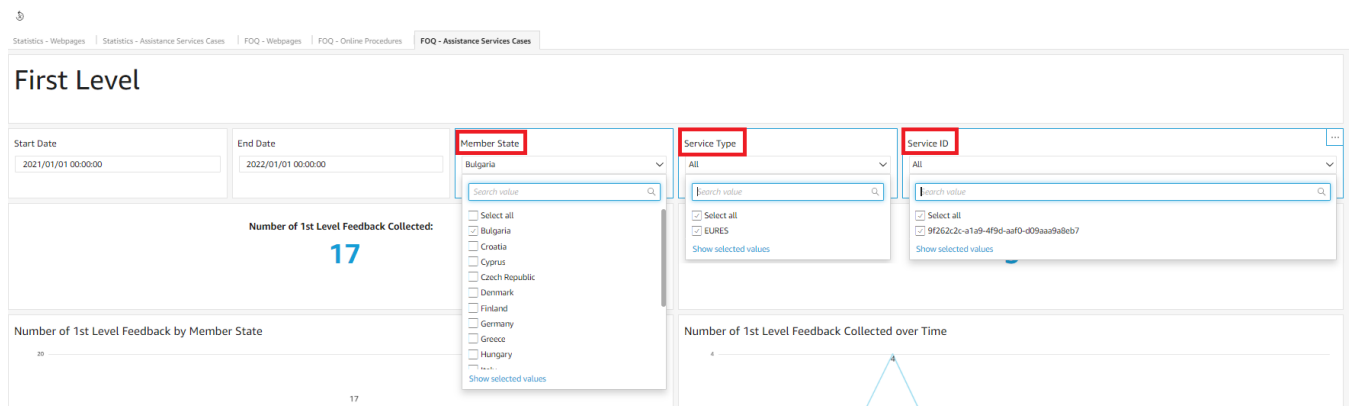 Statistics - Webpages
Statistics - Assistance Services Cases
FOQ - Webpages
FOQ - Online Procedures
FOQ - Assistance Services Cases
First Level
Start Date
2021/01/01 00:00:00
End Date
2022/01/01 00:00:00
Member State
Bulgaria
Search value
Select all
Bulgaria
Croatia
Cyprus
Czech Republic
Denmark
Finland
Germany
Greece
Hungary
Show selected values
Service Type
All
Search value
Select all
EURES
Show selected values
Service ID
All
Search value
Select all
9f262c2c-a1a9-4f9d-aaf0-d09aaa9a8eb7
Show selected values
Number of 1st Level Feedback Collected:
17
Number of 1st Level Feedback by Member State
20
17
Number of 1st Level Feedback Collected over Time
4
4